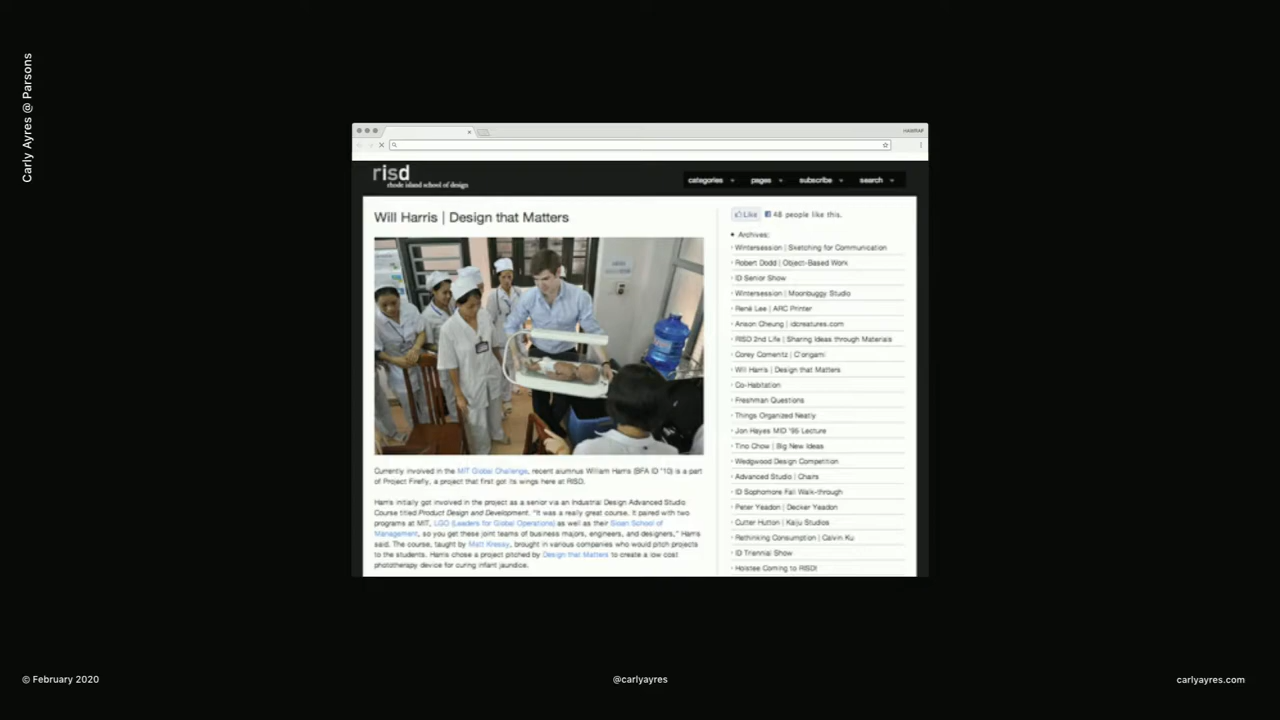 Carly Ayres @ Parsons
HAWRAF
risd
rhode island school of design
categories
pages
subscribe
search
Will Harris | Design that Matters
Currently involved in the MIT Global Challenge, recent alumnus William Harris (BFA ID '10) is a part
of Project Firefly, a project that first got its wings here at RISD.
Harris initially got involved in the project as a senior via an Industrial Design Advanced Studio
Course titled Product Design and Development. "It was a really great course. It paired with two
programs at MIT, LGO (Leaders for Global Operations) as well as their Sloan School of
Management, so you get these joint teams of business majors, engineers, and designers," Harris
said. The course, taught by Matt Kressy, brought in various companies who would pitch projects
to the students. Harris chose a project pitched by Design that Matters to create a low cost
phototherapy device for curing infant jaundice.
Like
48 people like this.
Archives:
Wintersession | Sketching for Communication
Robert Dodd | Object-Based Work
ID Senior Show
Wintersession | Moonbuggy Studio
René Lee | ARC Printer
Anson Cheung | idcreatures.com
RISD 2nd Life | Sharing Ideas through Materials
Corey Comentz | C'origami
Will Harris | Design that Matters
Co-Habitation
Freshman Questions
Things Organized Neatly
Jon Hayes MID '95 Lecture
Tino Chow | Big New Ideas
Wedgwood Design Competition
Advanced Studio | Chairs
ID Sophomore Fall Walk-through
Peter Yeadon | Decker Yeadon
Cutter Hutton | Kaiju Studios
Rethinking Consumption | Calvin Ku
ID Triennial Show
Holstee Coming to RISD!
© February 2020
@carlyayres
carlyayres.com